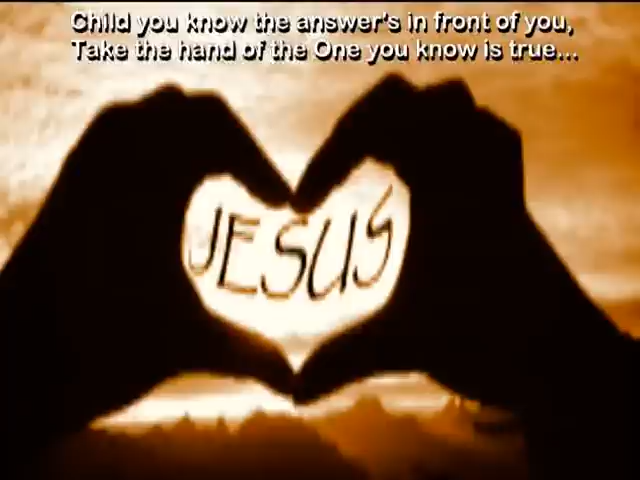 Child you know the answer's in front of you,
Take the hand of the One you know is true...
JESUS